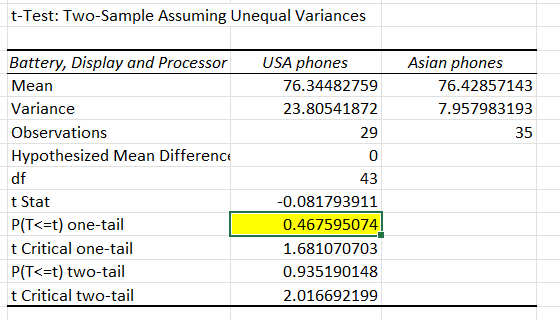 t-Test: Two-Sample Assuming Unequal Variances
Battery, Display and Processor USA phones Asian phones
Mean 76.34482759 76.42857143
Variance 23.80541872 7.957983193
Observations 29 35
Hypothesized Mean Difference 0
df 43
t Stat -0.081793911
P(T<=t) one-tail 0.467595074
t Critical one-tail 1.681070703
P(T<=t) two-tail 0.935190148
t Critical two-tail 2.016692199